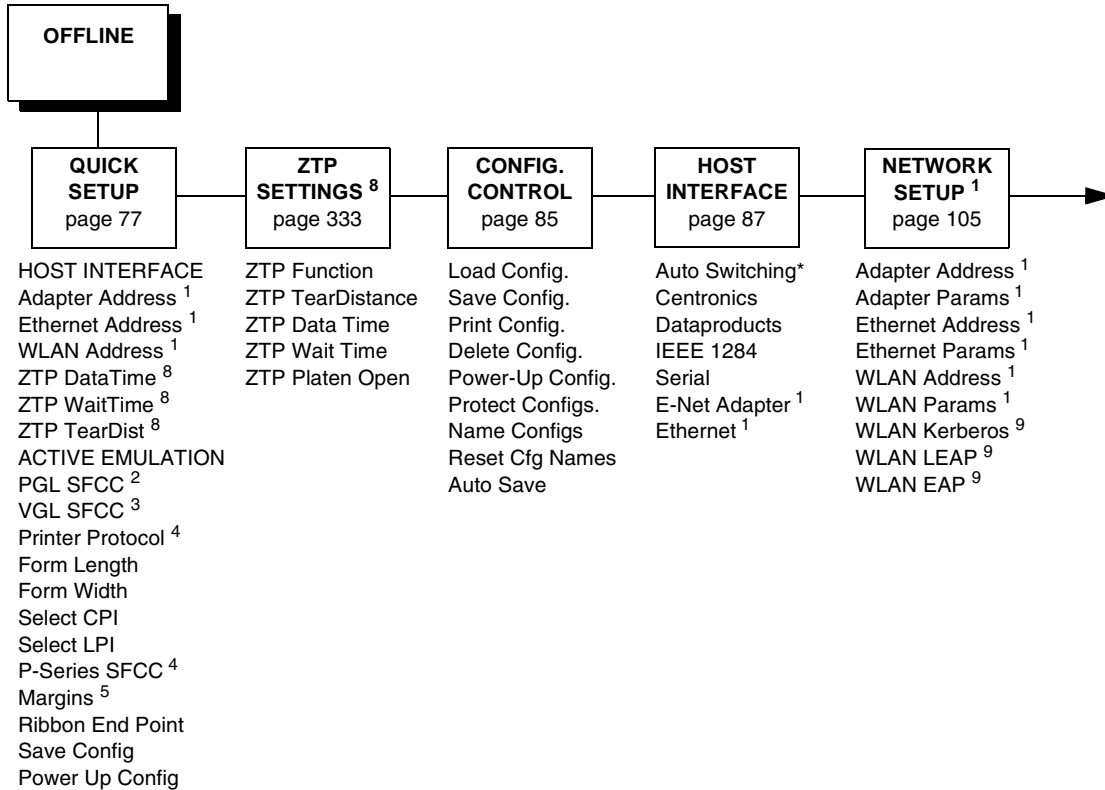 OFFLINE
QUICK
SETUP
page 77
ZTP
SETTINGS 8
page 333
CONFIG.
CONTROL
page 85
HOST
INTERFACE
page 87
NETWORK
SETUP 1
page 105
HOST INTERFACE
Adapter Address 1
Ethernet Address 1
WLAN Address 1
ZTP DataTime 8
ZTP WaitTime 8
ZTP TearDist 8
ACTIVE EMULATION
PGL SFCC 2
VGL SFCC 3
Printer Protocol 4
Form Length
Form Width
Select CPI
Select LPI
P-Series SFCC 4
Margins 5
Ribbon End Point
Save Config
Power Up Config
ZTP Function
ZTP TearDistance
ZTP Data Time
ZTP Wait Time
ZTP Platen Open
Load Config.
Save Config.
Print Config.
Delete Config.
Power-Up Config.
Protect Configs.
Name Configs
Reset Cfg Names
Auto Save
Auto Switching*
Centronics
Dataproducts
IEEE 1284
Serial
E-Net Adapter 1
Ethernet 1
Adapter Address 1
Adapter Params 1
Ethernet Address 1
Ethernet Params 1
WLAN Address 1
WLAN Params 1
WLAN Kerberos 9
WLAN LEAP 9
WLAN EAP 9